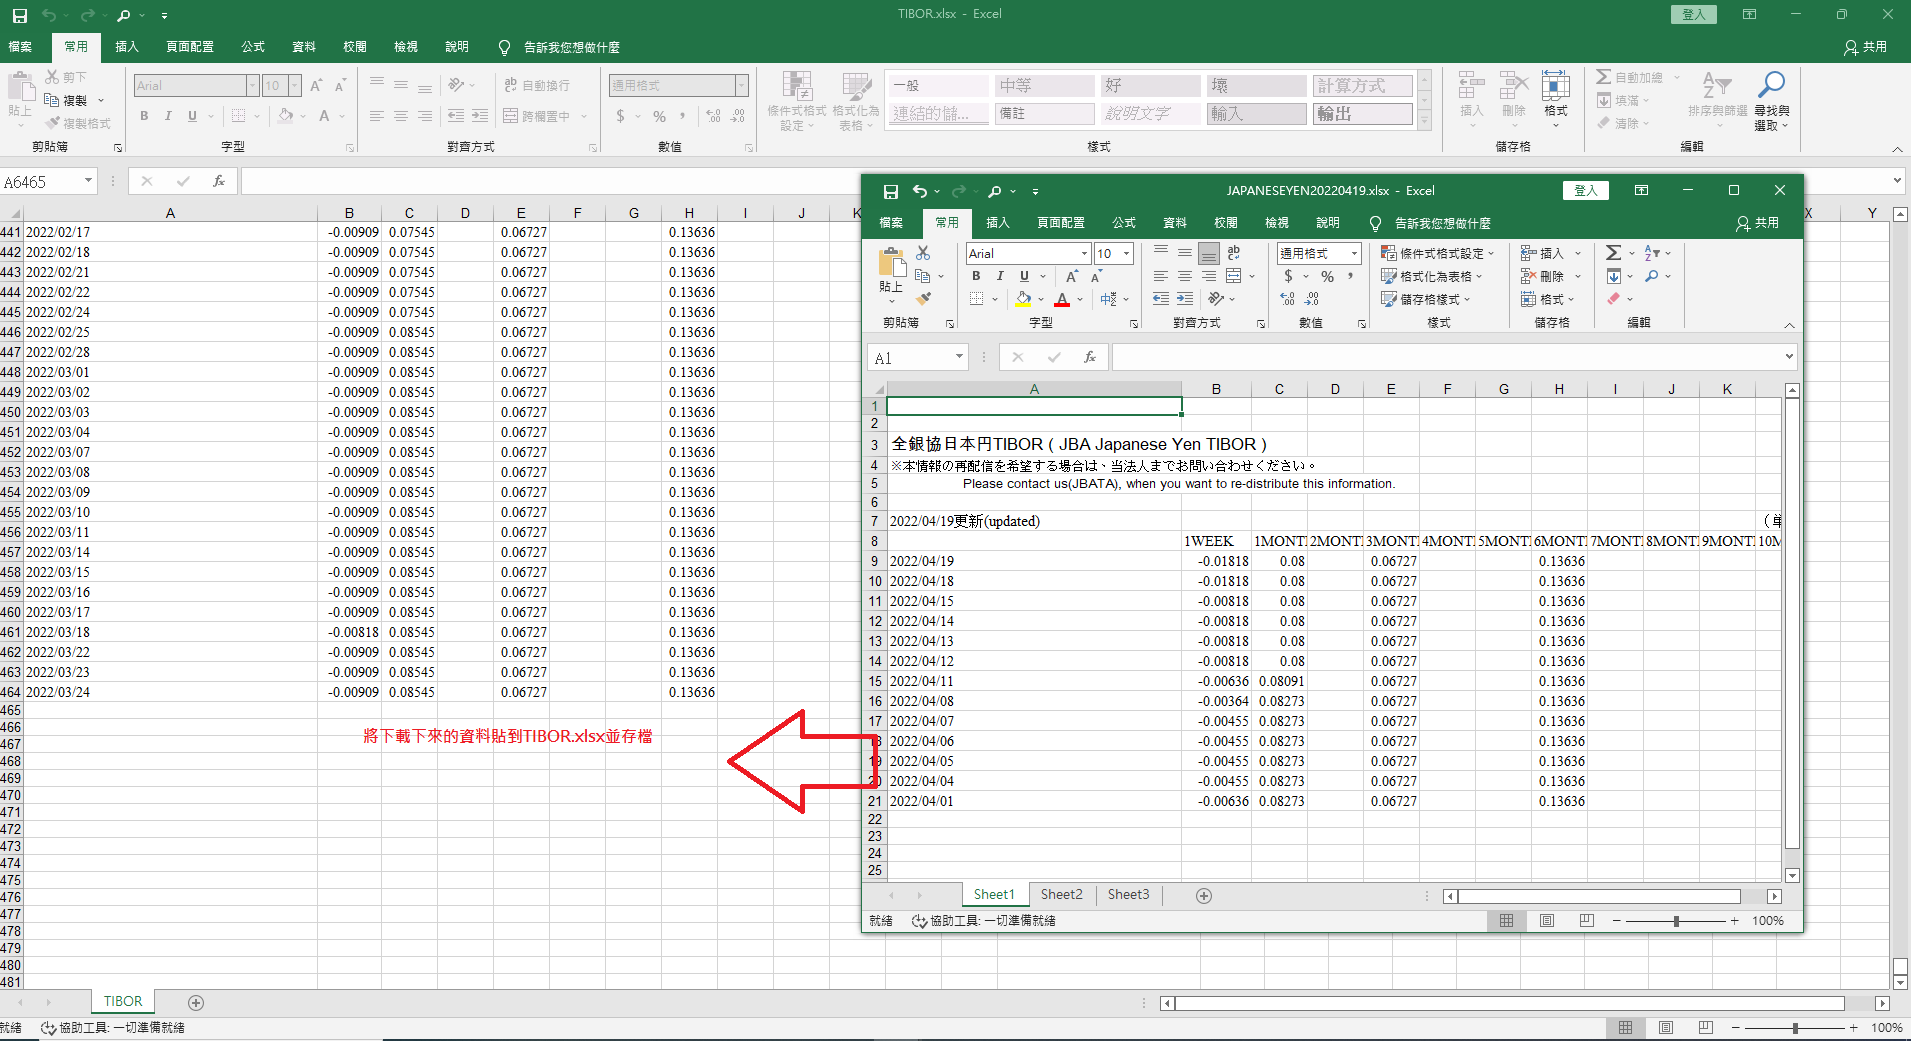 TIBOR.xlsx - Excel
登入
檔案 常用 插入 頁面配置 公式 資料 校閱 檢視 說明 告訴我您想做什麼 共用
貼上 剪下 複製 複製格式 剪貼簿
Arial 10 B I U A 字型
自動換行 跨欄置中 對齊方式
通用格式 $ % 數值
條件式格式設定 格式化為表格 一般 中等 好 壞 計算方式
連結的儲... 備註 說明文字 輸入 輸出 樣式
插入 刪除 格式 儲存格
自動加總 填滿 清除 排序與篩選 尋找與選取 編輯
A6465 fx
A B C D E F G H I J K X Y
441 2022/02/17 -0.00909 0.07545 0.06727 0.13636
442 2022/02/18 -0.00909 0.07545 0.06727 0.13636
443 2022/02/21 -0.00909 0.07545 0.06727 0.13636
444 2022/02/22 -0.00909 0.07545 0.06727 0.13636
445 2022/02/24 -0.00909 0.07545 0.06727 0.13636
446 2022/02/25 -0.00909 0.08545 0.06727 0.13636
447 2022/02/28 -0.00909 0.08545 0.06727 0.13636
448 2022/03/01 -0.00909 0.08545 0.06727 0.13636
449 2022/03/02 -0.00909 0.08545 0.06727 0.13636
450 2022/03/03 -0.00909 0.08545 0.06727 0.13636
451 2022/03/04 -0.00909 0.08545 0.06727 0.13636
452 2022/03/07 -0.00909 0.08545 0.06727 0.13636
453 2022/03/08 -0.00909 0.08545 0.06727 0.13636
454 2022/03/09 -0.00909 0.08545 0.06727 0.13636
455 2022/03/10 -0.00909 0.08545 0.06727 0.13636
456 2022/03/11 -0.00909 0.08545 0.06727 0.13636
457 2022/03/14 -0.00909 0.08545 0.06727 0.13636
458 2022/03/15 -0.00909 0.08545 0.06727 0.13636
459 2022/03/16 -0.00909 0.08545 0.06727 0.13636
460 2022/03/17 -0.00909 0.08545 0.06727 0.13636
461 2022/03/18 -0.00818 0.08545 0.06727 0.13636
462 2022/03/22 -0.00909 0.08545 0.06727 0.13636
463 2022/03/23 -0.00909 0.08545 0.06727 0.13636
464 2022/03/24 -0.00909 0.08545 0.06727 0.13636
465
466
將下載下來的資料貼到TIBOR.xlsx並存檔
467
468
469
470
471
472
473
474
475
476
477
478
479
480
481
TIBOR
就緒 協助工具: 一切準備就緒 100%
JAPANESEYEN20220419.xlsx - Excel
登入
檔案 常用 插入 頁面配置 公式 資料 校閱 檢視 說明 告訴我您想做什麼 共用
貼上 剪貼簿
Arial 10 B I U A 中 字型
對齊方式
通用格式 $ % 數值
條件式格式設定 格式化為表格 儲存格樣式 樣式
插入 刪除 格式 儲存格
編輯
A1 fx
A B C D E F G H I J K
1
2
3 全銀協日本円TIBOR ( JBA Japanese Yen TIBOR )
4 ※本情報の再配信を希望する場合は、当法人までお問い合わせください。
5 Please contact us(JBATA), when you want to re-distribute this information.
6
7 2022/04/19更新(updated) （単
8 1WEEK 1MONT 2MONT 3MONT 4MONT 5MONT 6MONT 7MONT 8MONT 9MONT 10M
9 2022/04/19 -0.01818 0.08 0.06727 0.13636
10 2022/04/18 -0.01818 0.08 0.06727 0.13636
11 2022/04/15 -0.00818 0.08 0.06727 0.13636
12 2022/04/14 -0.00818 0.08 0.06727 0.13636
13 2022/04/13 -0.00818 0.08 0.06727 0.13636
14 2022/04/12 -0.00818 0.08 0.06727 0.13636
15 2022/04/11 -0.00636 0.08091 0.06727 0.13636
16 2022/04/08 -0.00364 0.08273 0.06727 0.13636
17 2022/04/07 -0.00455 0.08273 0.06727 0.13636
18 2022/04/06 -0.00455 0.08273 0.06727 0.13636
19 2022/04/05 -0.00455 0.08273 0.06727 0.13636
20 2022/04/04 -0.00455 0.08273 0.06727 0.13636
21 2022/04/01 -0.00636 0.08273 0.06727 0.13636
22
23
24
25
Sheet1 Sheet2 Sheet3
就緒 協助工具: 一切準備就緒 100%